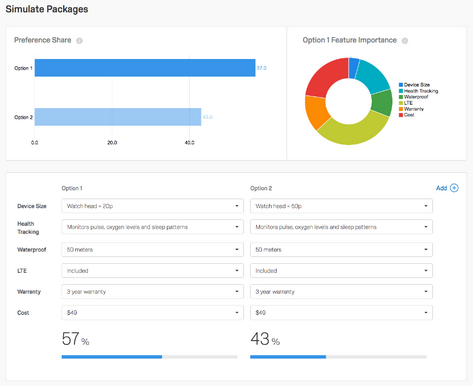 Simulate Packages
Preference Share
Option 1 Feature Importance
Option 1
57.0
Option 2
43.0
0.0 20.0 40.0
Device Size
Health Tracking
Waterproof
LTE
Warranty
Cost
Option 1 Option 2 Add
Device Size Watch head = 20p Watch head = 50p
Health Tracking Monitors pulse, oxygen levels and sleep patterns Monitors pulse, oxygen levels and sleep patterns
Waterproof 50 meters 50 meters
LTE Included Included
Warranty 3 year warranty 3 year warranty
Cost $49 $49
57 % 43 %